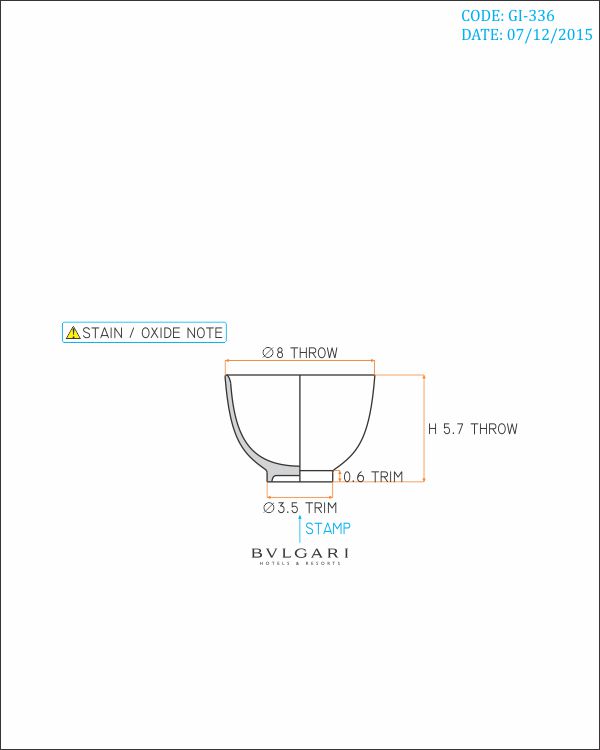 CODE: GI-336
DATE: 07/12/2015
STAIN / OXIDE NOTE
∅8 THROW
H 5.7 THROW
0.6 TRIM
∅3.5 TRIM
STAMP
BVLGARI
HOTELS & RESORTS